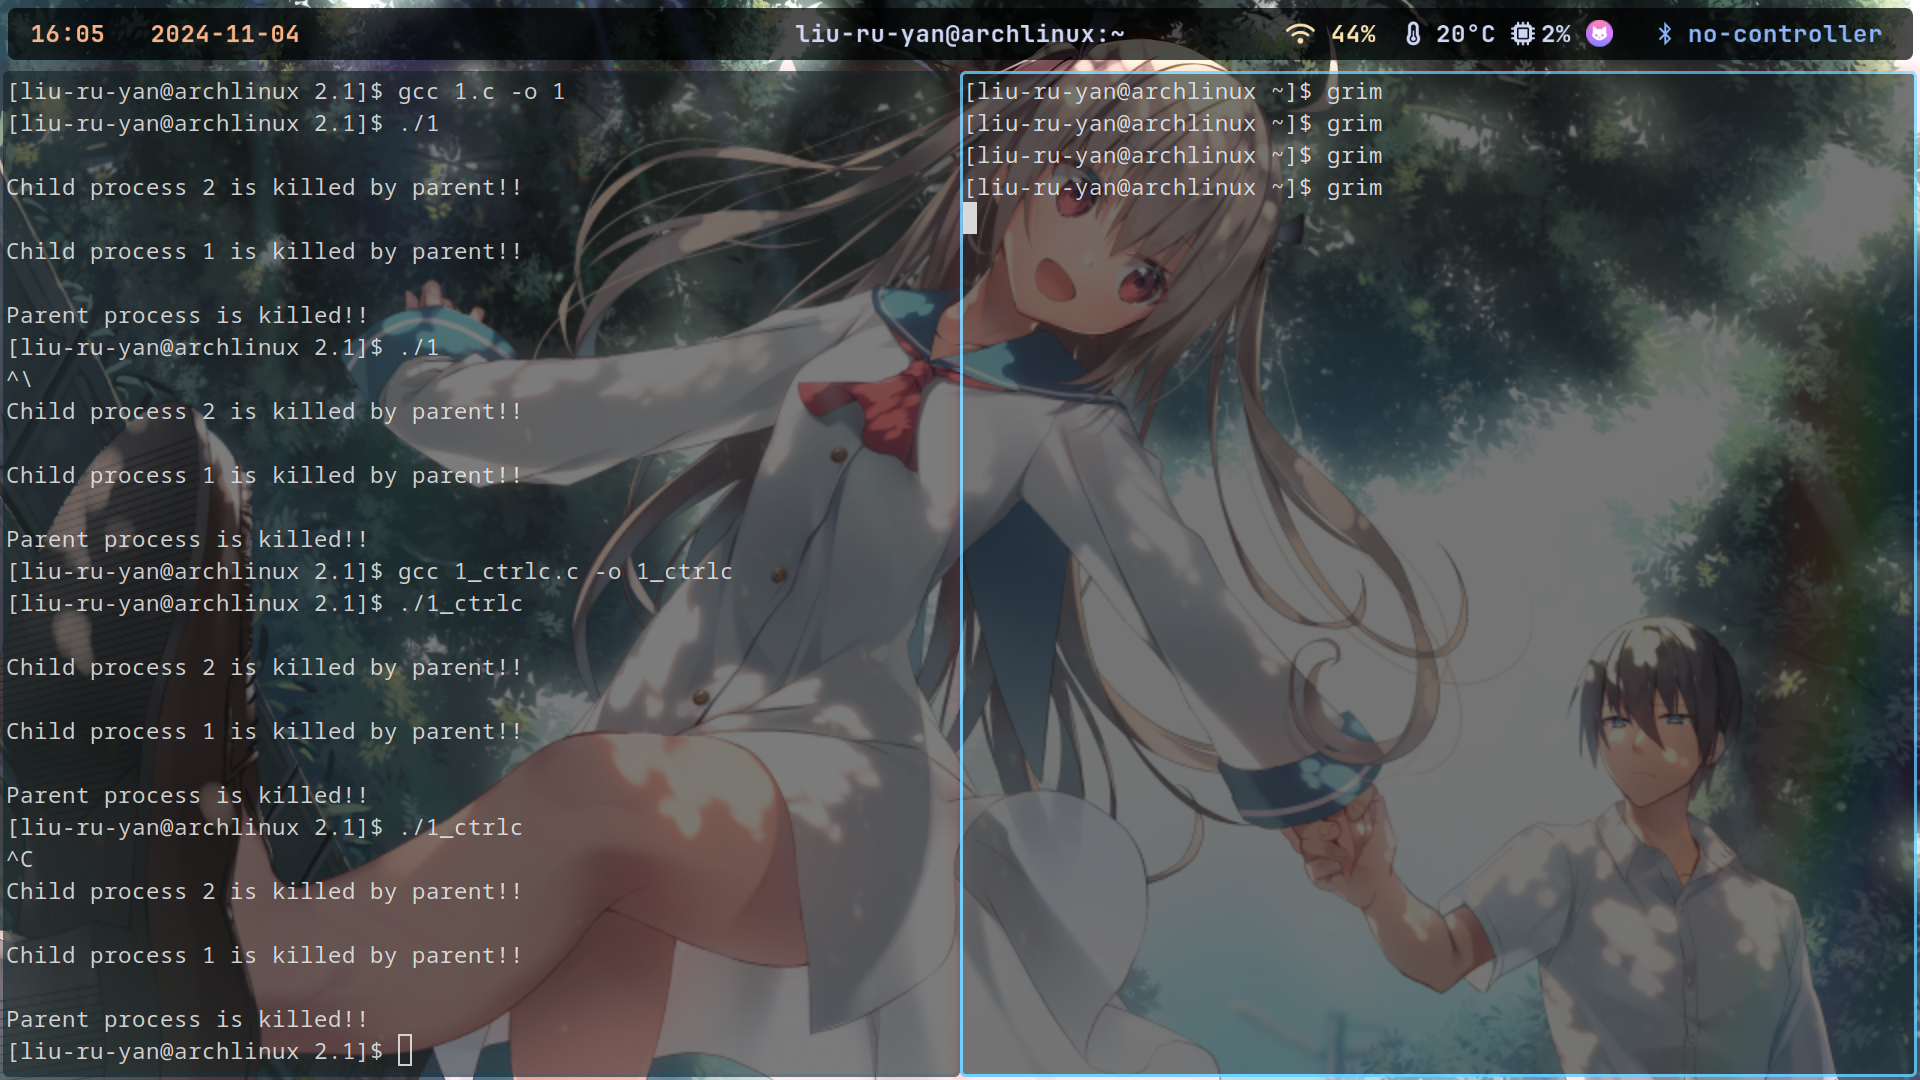 16:05 2024-11-04 liu-ru-yan@archlinux:~ 44% 20°C 2% no-controller
[liu-ru-yan@archlinux 2.1]$ gcc 1.c -o 1
[liu-ru-yan@archlinux 2.1]$ ./1
Child process 2 is killed by parent!!
Child process 1 is killed by parent!!
Parent process is killed!!
[liu-ru-yan@archlinux 2.1]$ ./1
^\
Child process 2 is killed by parent!!
Child process 1 is killed by parent!!
Parent process is killed!!
[liu-ru-yan@archlinux 2.1]$ gcc 1_ctrlc.c -o 1_ctrlc
[liu-ru-yan@archlinux 2.1]$ ./1_ctrlc
Child process 2 is killed by parent!!
Child process 1 is killed by parent!!
Parent process is killed!!
[liu-ru-yan@archlinux 2.1]$ ./1_ctrlc
^C
Child process 2 is killed by parent!!
Child process 1 is killed by parent!!
Parent process is killed!!
[liu-ru-yan@archlinux 2.1]$
[liu-ru-yan@archlinux ~]$ grim
[liu-ru-yan@archlinux ~]$ grim
[liu-ru-yan@archlinux ~]$ grim
[liu-ru-yan@archlinux ~]$ grim